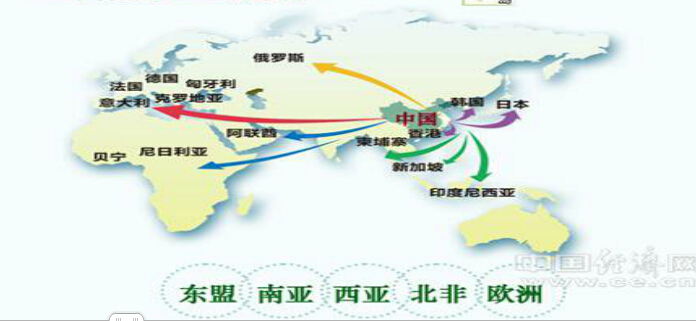 俄罗斯
德国
法国
匈牙利
克罗地亚
意大利
韩国
日本
中国
阿联酋
香港
柬埔寨
贝宁
尼日利亚
新加坡
印度尼西亚
中国经济网
www.ce.cn
东盟 南亚 西亚 北非 欧洲